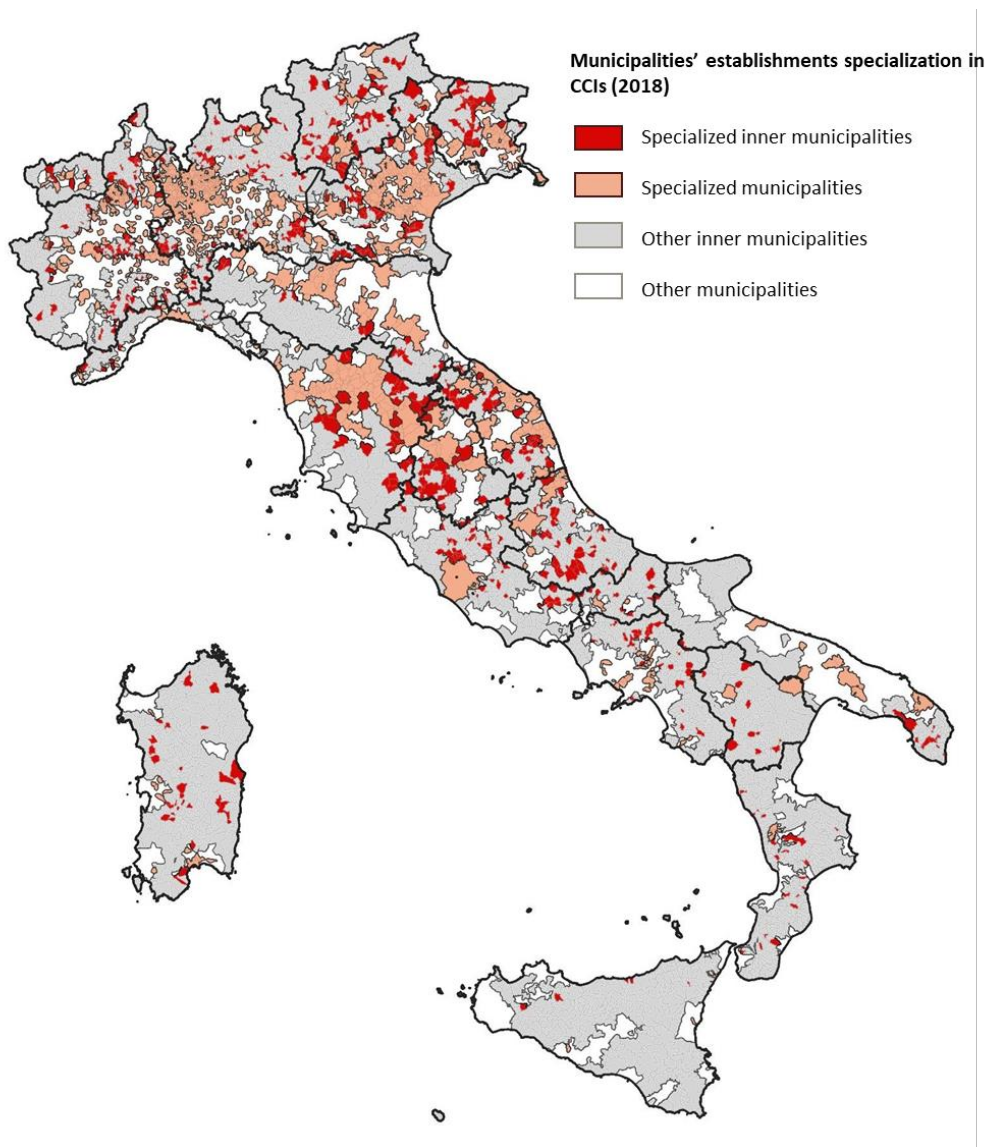 Municipalities' establishments specialization in
CCIs (2018)
Specialized inner municipalities
Specialized municipalities
Other inner municipalities
Other municipalities